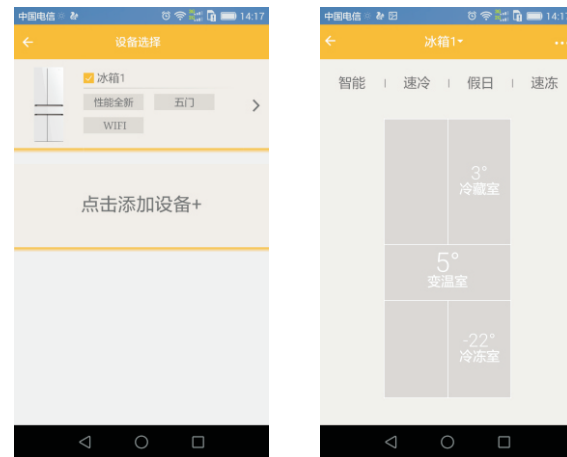 中国电信 14:17
设备选择
冰箱1
性能全新 五门
WIFI
点击添加设备+
中国电信 14:17
冰箱1
智能 速冷 假日 速冻
3°
冷藏室
5°
变温室
-22°
冷冻室